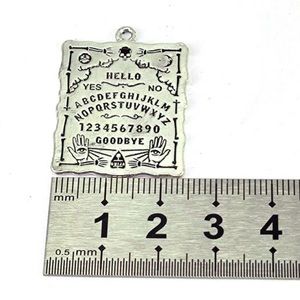 HELLO
YES NO
ABCDEFGHIJKLM
NOPQRSTUVWXYZ
1234567890
GOODBYE
mm 1 2 3 4
0.5 mm